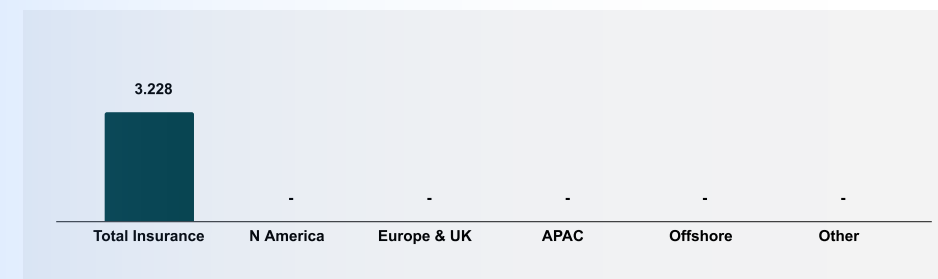 3.228
- - - - -
Total Insurance N America Europe & UK APAC Offshore Other